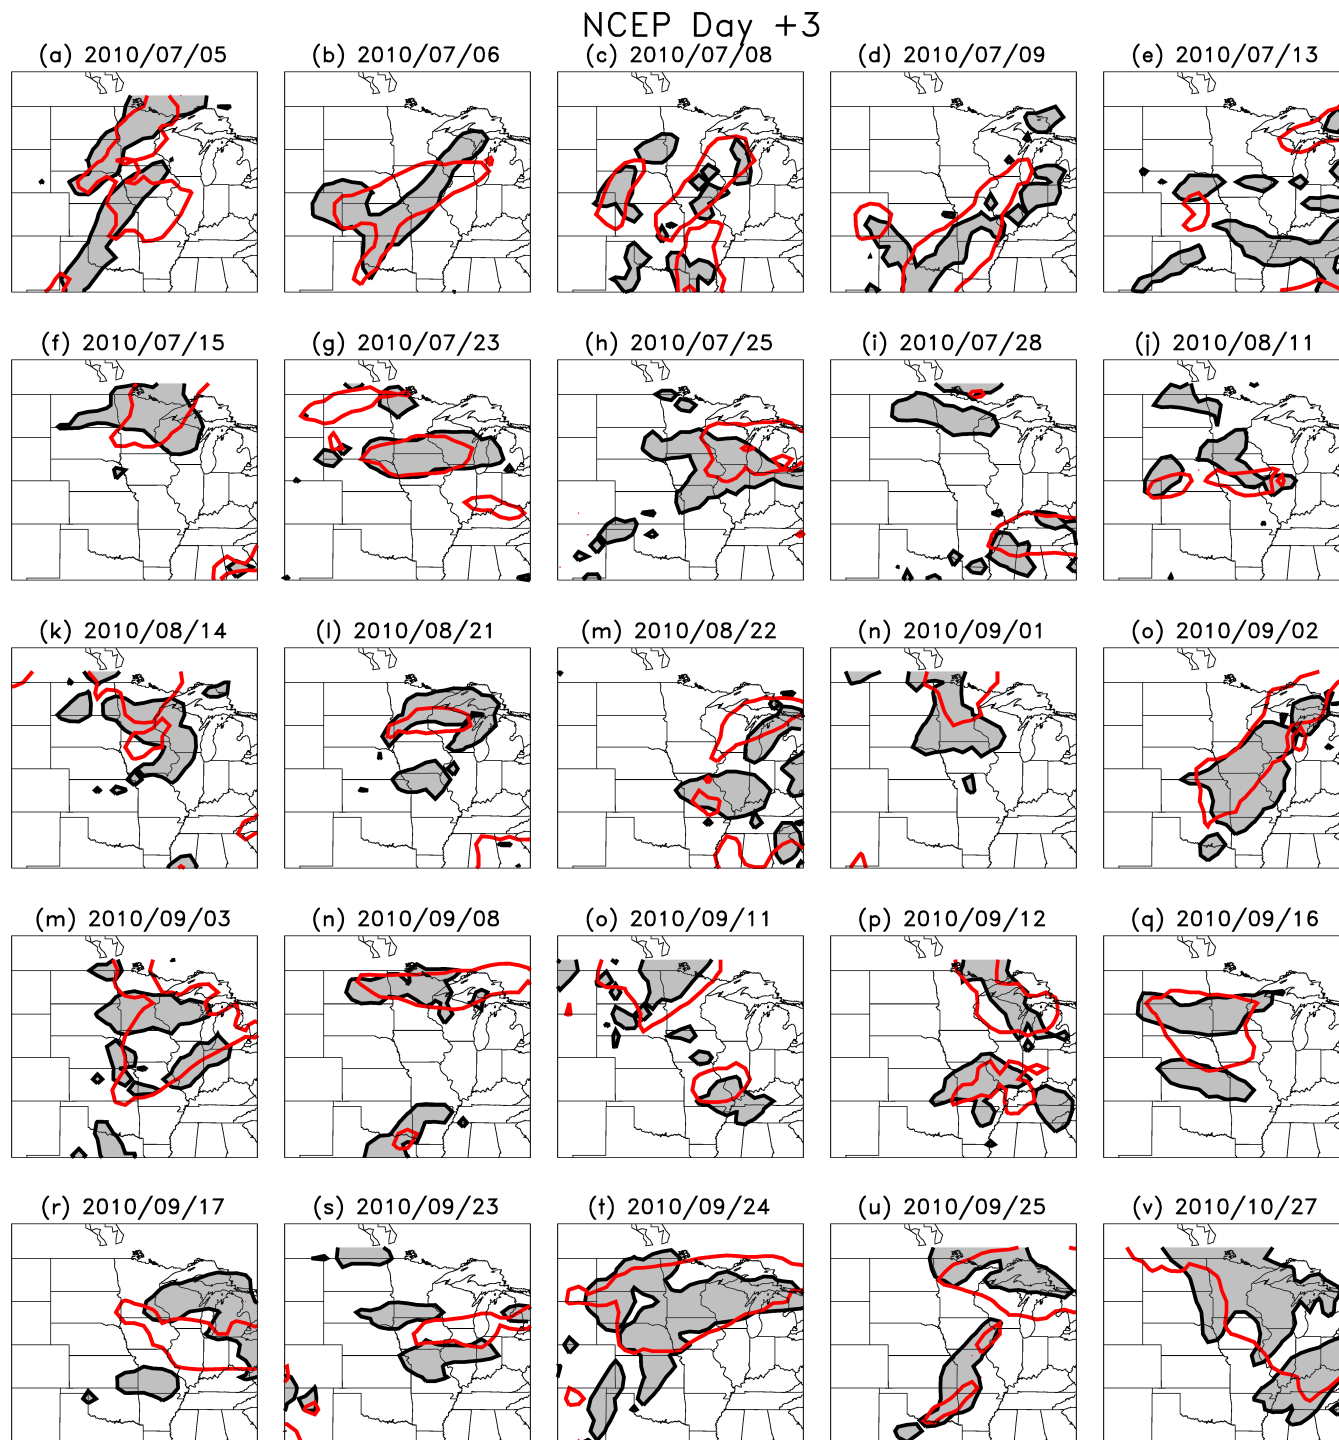 NCEP Day +3
(a) 2010/07/05
(b) 2010/07/06
(c) 2010/07/08
(d) 2010/07/09
(e) 2010/07/13
(f) 2010/07/15
(g) 2010/07/23
(h) 2010/07/25
(i) 2010/07/28
(j) 2010/08/11
(k) 2010/08/14
(l) 2010/08/21
(m) 2010/08/22
(n) 2010/09/01
(o) 2010/09/02
(m) 2010/09/03
(n) 2010/09/08
(o) 2010/09/11
(p) 2010/09/12
(q) 2010/09/16
(r) 2010/09/17
(s) 2010/09/23
(t) 2010/09/24
(u) 2010/09/25
(v) 2010/10/27